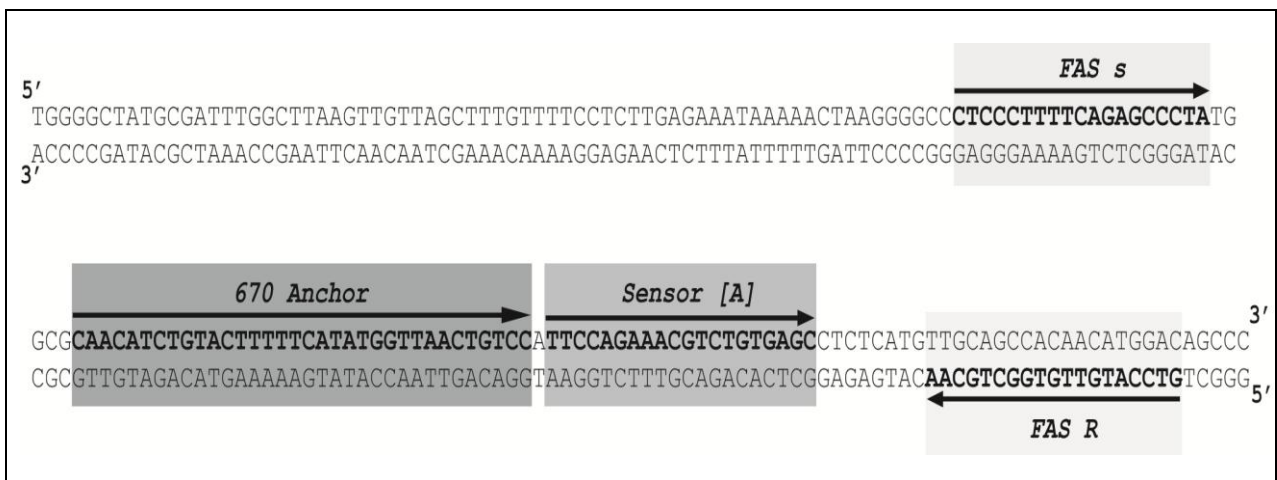 FAS s
5′
TGGGGCTATGCGATTTGGCTTAAGTTGTTAGCTTTGTTTTCCTCTTGAGAAATAAAAACTAAGGGGCCCTCCCTTTTCAGAGCCCTATG
ACCCCGATACGCTAAACCGAATTCAACAATCGAAACAAAAGGAGAACTCTTTATTTTTGATTCCCCGGGAGGGAAAAGTCTCGGGATAC
3′
670 Anchor Sensor [A]
3′
GCGCAACATCTGTACTTTTTCATATGGTTAACTGTCCATTCCAGAAACGTCTGTGAGCCTCTCATGTTGCAGCCACAACATGGACAGCCC
CGCGTTGTAGACATGAAAAAGTATACCAATTGACAGGTAAGGTCTTTGCAGACACTCGGAGAGTACAACGTCGGTGTTGTACCTGTCGGG
5′
FAS R